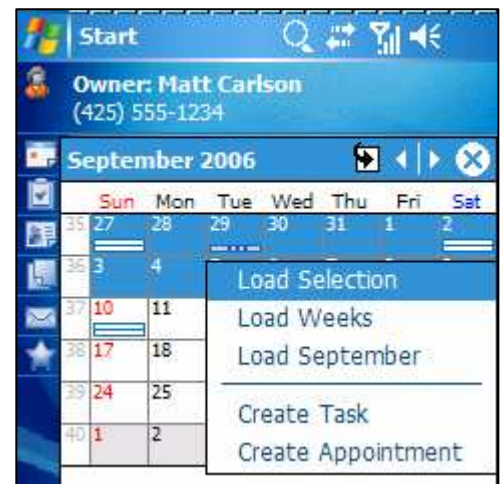 Start
Owner: Matt Carlson
(425) 555-1234
September 2006
Sun Mon Tue Wed Thu Fri Sat
35 27 28 29 30 31 1 2
36 3 4
Load Selection
37 10 11
Load Weeks
38 17 18
Load September
39 24 25
Create Task
40 1 2
Create Appointment